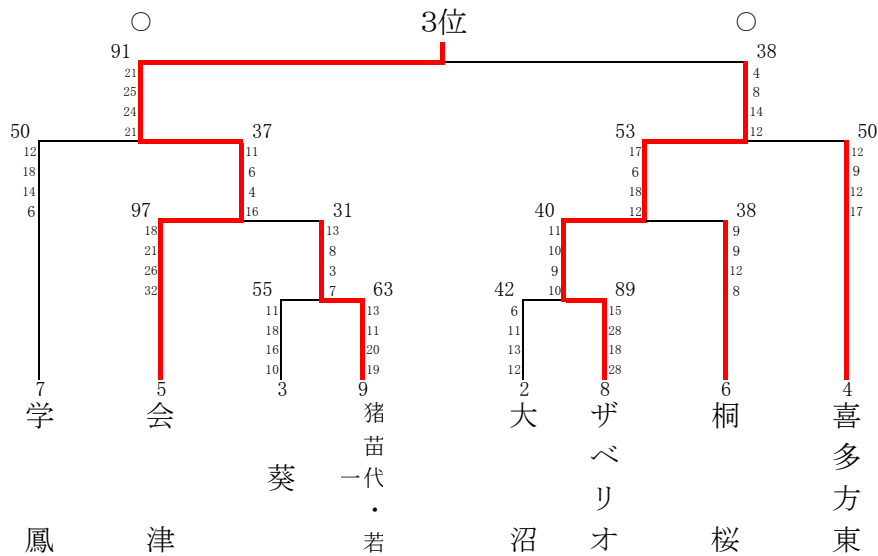 ○ 3位 ○
91 38
21 4
25 8
24 14
21 12
50 37 53 50
12 11 17 12
18 6 6 9
14 4 18 12
6 16 12 17
97 31 40 38
18 13 11 9
21 8 10 9
26 3 9 12
32 7 10 8
55 63 42 89
11 13 6 15
18 11 11 28
16 20 13 18
10 19 12 28
7 5 3 9 2 8 6 4
学鳳
会津
葵
猪苗代・若
一
大沼
ザベリオ
桐桜
喜多方東